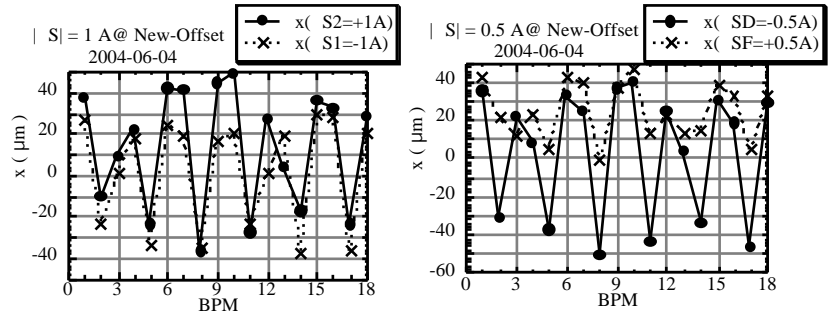 | S| = 1 A@ New-Offset
2004-06-04
x( S2=+1A)
x( S1=-1A)
x ( µm )
40
20
0
-20
-40
0 3 6 9 12 15 18
BPM
| S| = 0.5 A@ New-Offset
2004-06-04
x( SD=-0.5A)
x( SF=+0.5A)
x ( µm )
40
20
0
-20
-40
-60
0 3 6 9 12 15 18
BPM